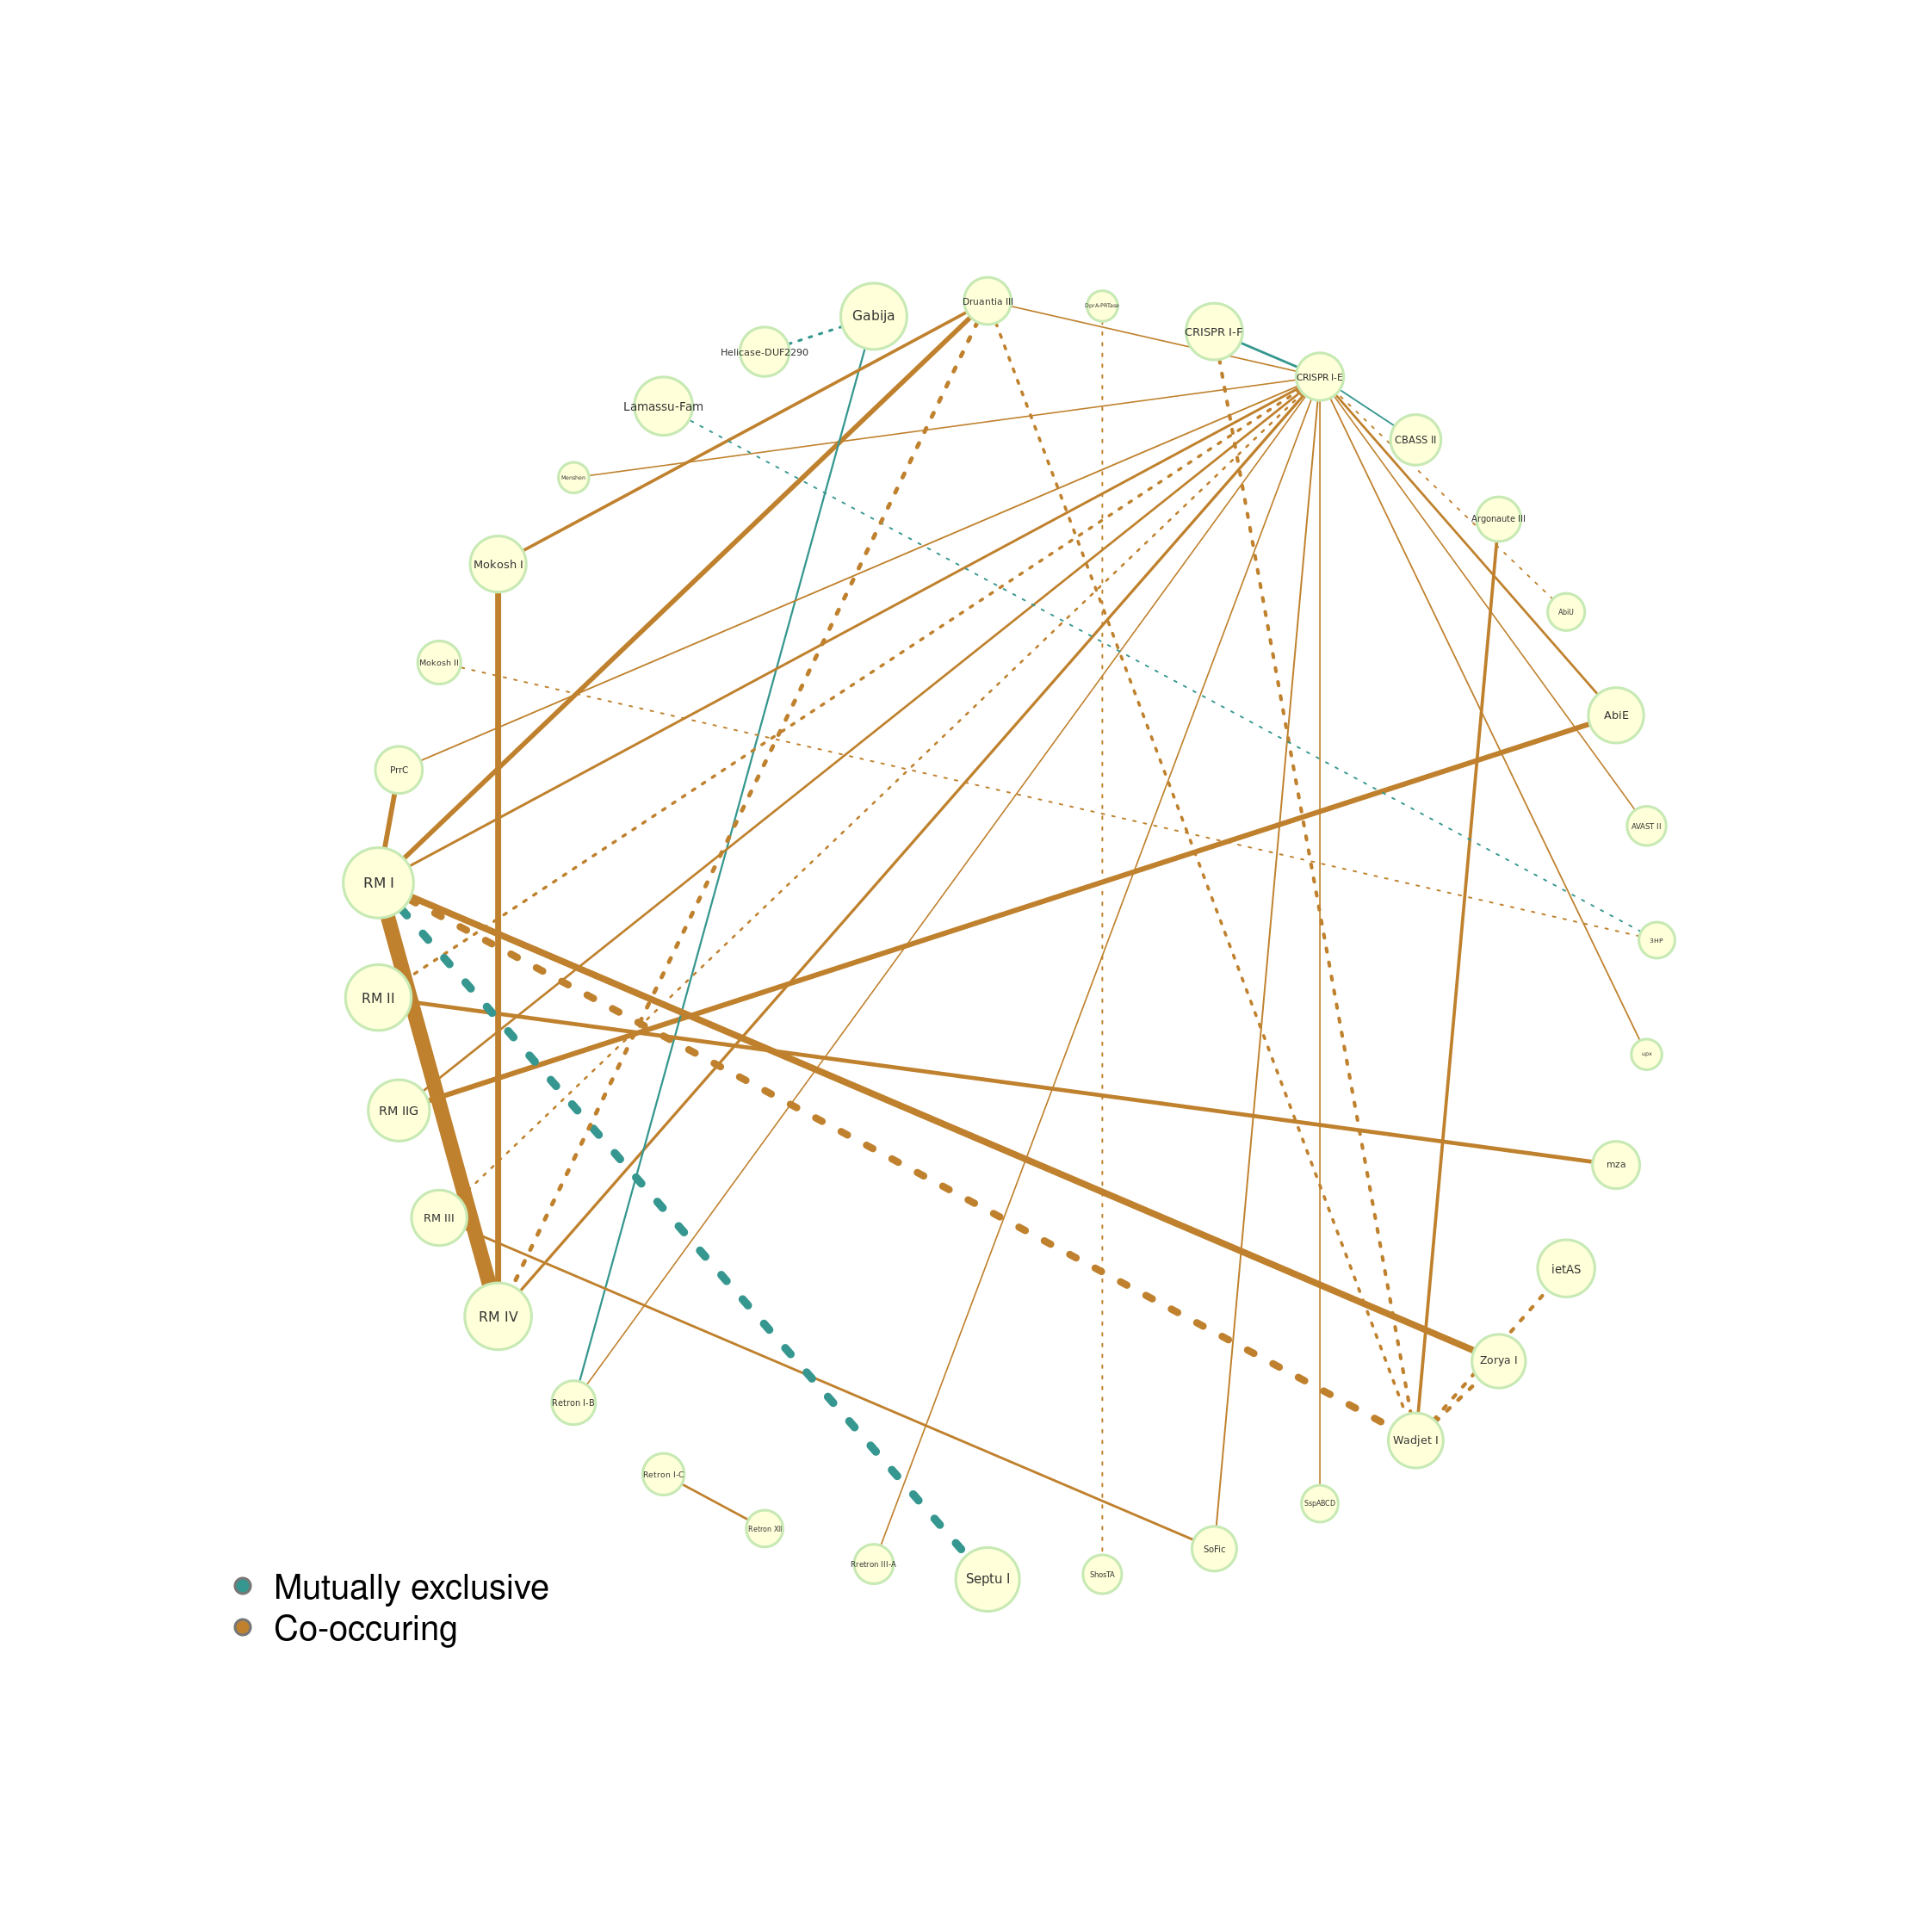 Druantia III
DprA-PRTase
Gabija
CRISPR I-F
Helicase-DUF2290
CRISPR I-E
Lamassu-Fam
CBASS II
Menshen
Argonaute III
Mokosh I
AbiU
Mokosh II
AbiE
PrrC
AVAST II
RM I
3HP
RM II
upx
RM IIG
mza
RM III
ietAS
RM IV
Zorya I
Retron I-B
Wadjet I
Retron I-C
SspABCD
Retron XII
SoFic
Rretron III-A
ShosTA
Septu I
Mutually exclusive
Co-occuring